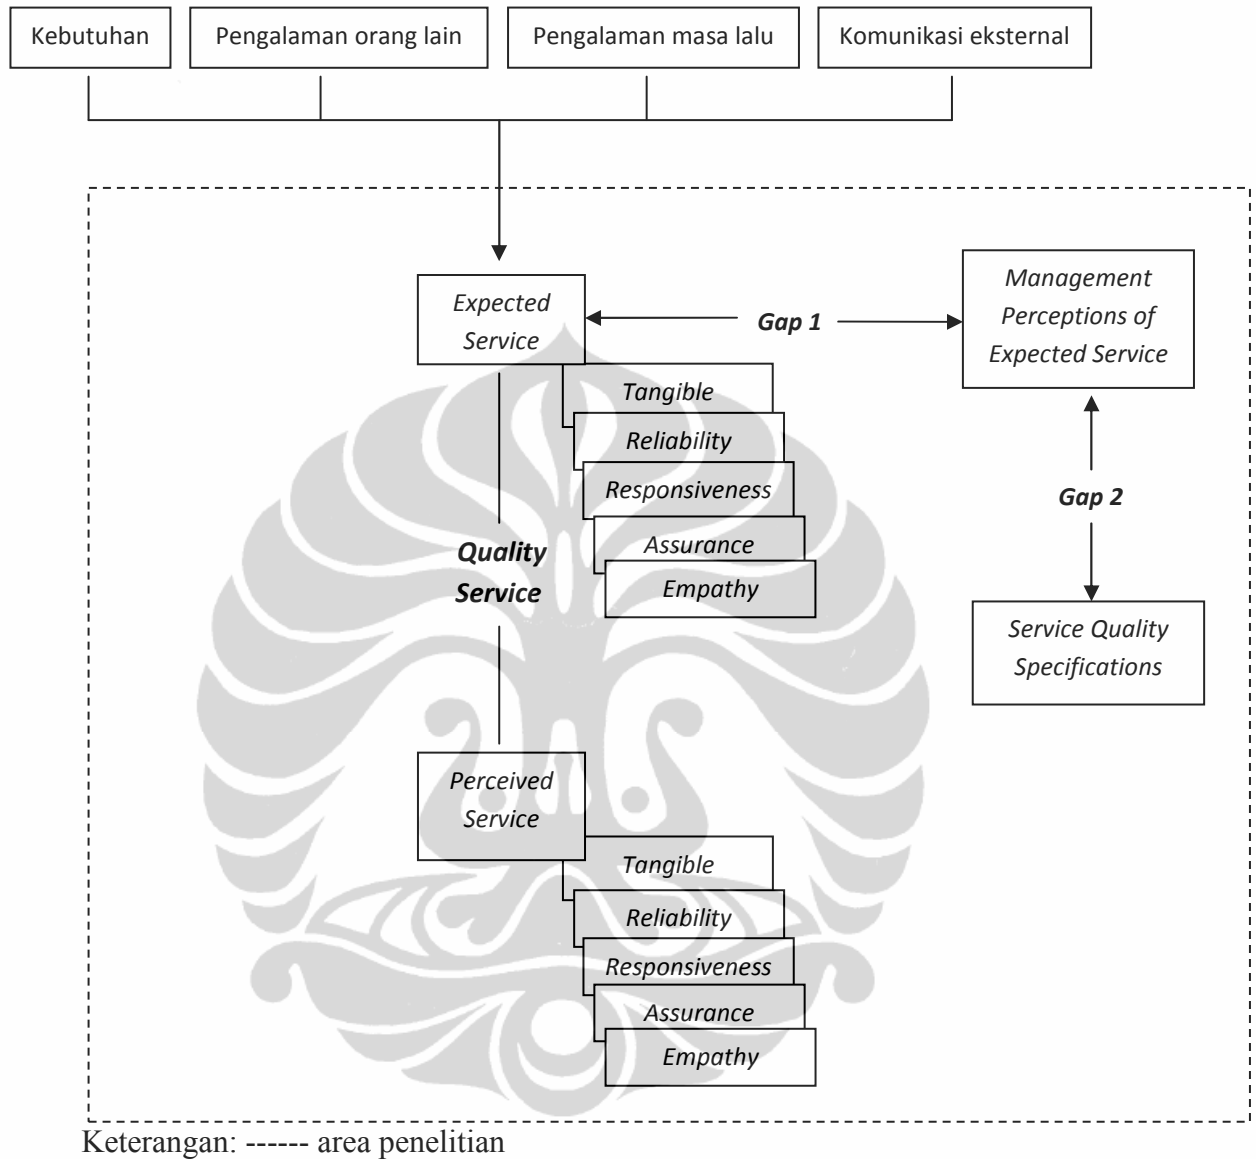 Kebutuhan
Pengalaman orang lain
Pengalaman masa lalu
Komunikasi eksternal
Expected
Service
Gap 1
Management
Perceptions of
Expected Service
Tangible
Reliability
Responsiveness
Assurance
Empathy
Gap 2
Quality
Service
Service Quality
Specifications
Perceived
Service
Tangible
Reliability
Responsiveness
Assurance
Empathy
Keterangan: ------ area penelitian